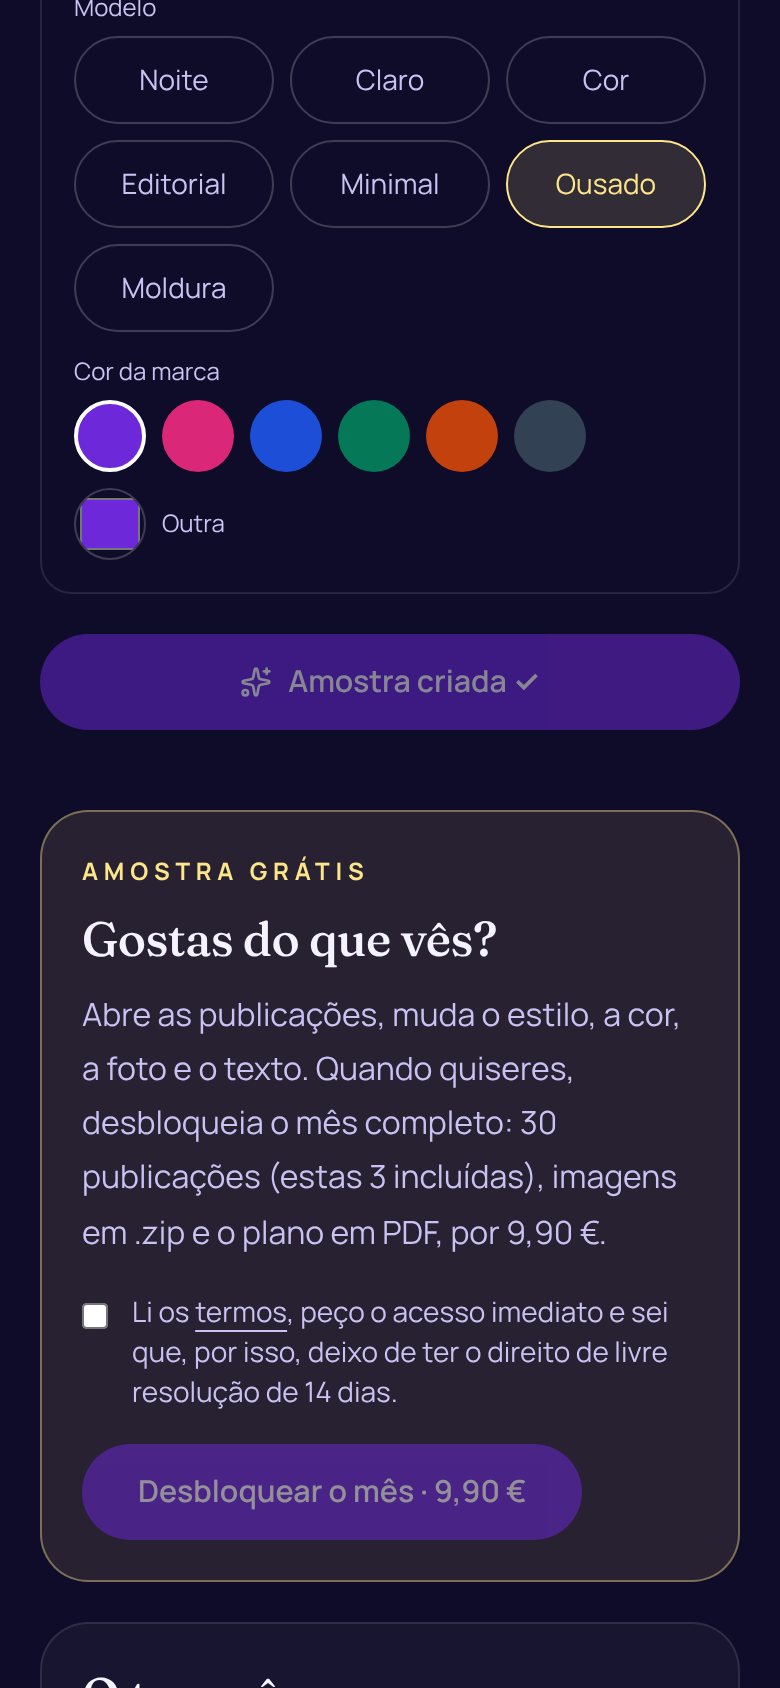 Modelo
Noite
Claro
Cor
Editorial
Minimal
Ousado
Moldura
Cor da marca
Outra
Amostra criada ✓
AMOSTRA GRÁTIS
Gostas do que vês?
Abre as publicações, muda o estilo, a cor,
a foto e o texto. Quando quiseres,
desbloqueia o mês completo: 30
publicações (estas 3 incluídas), imagens
em .zip e o plano em PDF, por 9,90 €.
Li os termos, peço o acesso imediato e sei
que, por isso, deixo de ter o direito de livre
resolução de 14 dias.
Desbloquear o mês · 9,90 €